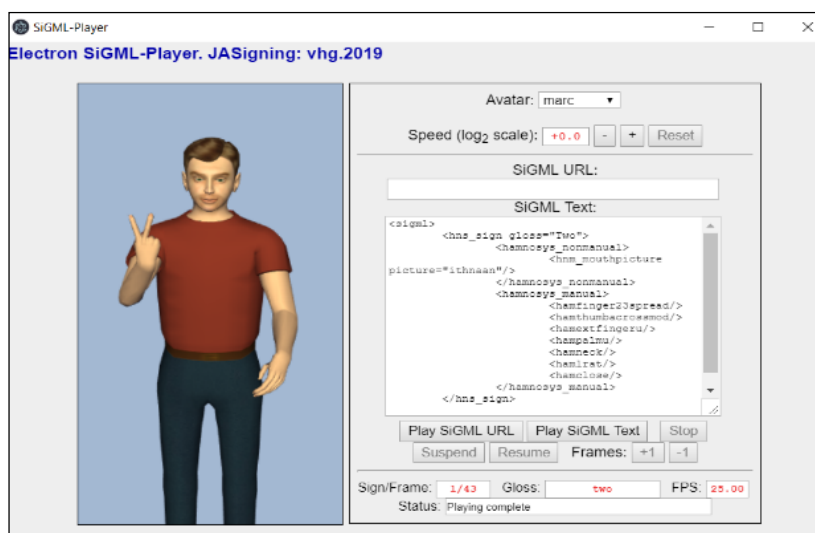 SiGML-Player
Electron SiGML-Player. JASigning: vhg.2019
Avatar: marc
Speed (log2 scale): +0.0 - + Reset
SiGML URL:
SiGML Text:
<sigml>
<hns_sign gloss="Two">
<hamnosys_nonmanual>
<hnm_mouthpicture
picture="ithnaan"/>
</hamnosys_nonmanual>
<hamnosys_manual>
<hamfinger23spread/>
<hamthumbacrossmod/>
<hamextfingeru/>
<hampalmu/>
<hamneck/>
<hamlrat/>
<hamclose/>
</hamnosys_manual>
</hns_sign>
Play SiGML URL Play SiGML Text Stop
Suspend Resume Frames: +1 -1
Sign/Frame: 1/43 Gloss: two FPS: 25.00
Status: Playing complete